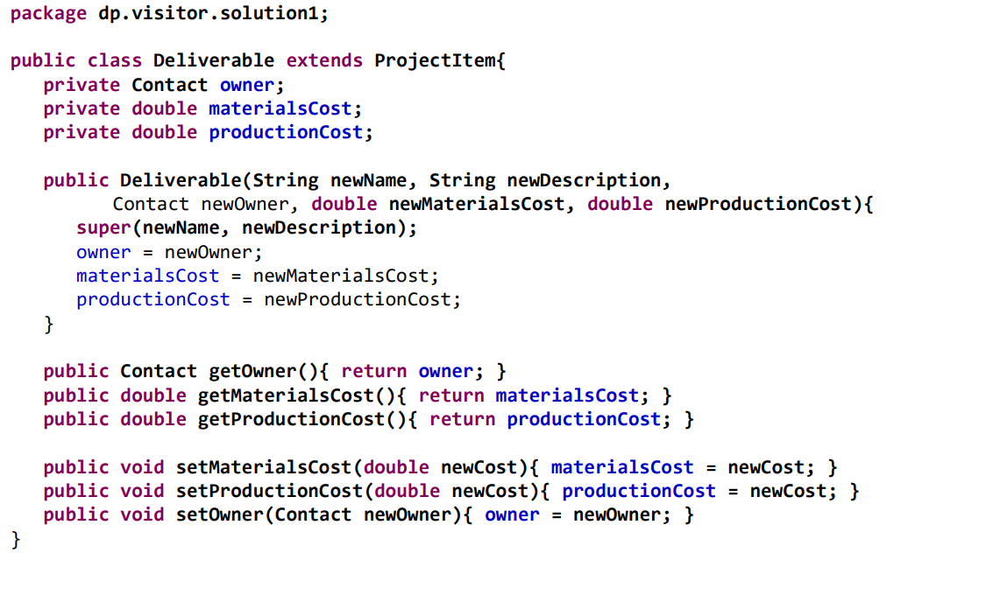 package dp.visitor.solution1;

public class Deliverable extends ProjectItem{
   private Contact owner;
   private double materialsCost;
   private double productionCost;

   public Deliverable(String newName, String newDescription,
         Contact newOwner, double newMaterialsCost, double newProductionCost){
      super(newName, newDescription);
      owner = newOwner;
      materialsCost = newMaterialsCost;
      productionCost = newProductionCost;
   }

   public Contact getOwner(){ return owner; }
   public double getMaterialsCost(){ return materialsCost; }
   public double getProductionCost(){ return productionCost; }

   public void setMaterialsCost(double newCost){ materialsCost = newCost; }
   public void setProductionCost(double newCost){ productionCost = newCost; }
   public void setOwner(Contact newOwner){ owner = newOwner; }
}